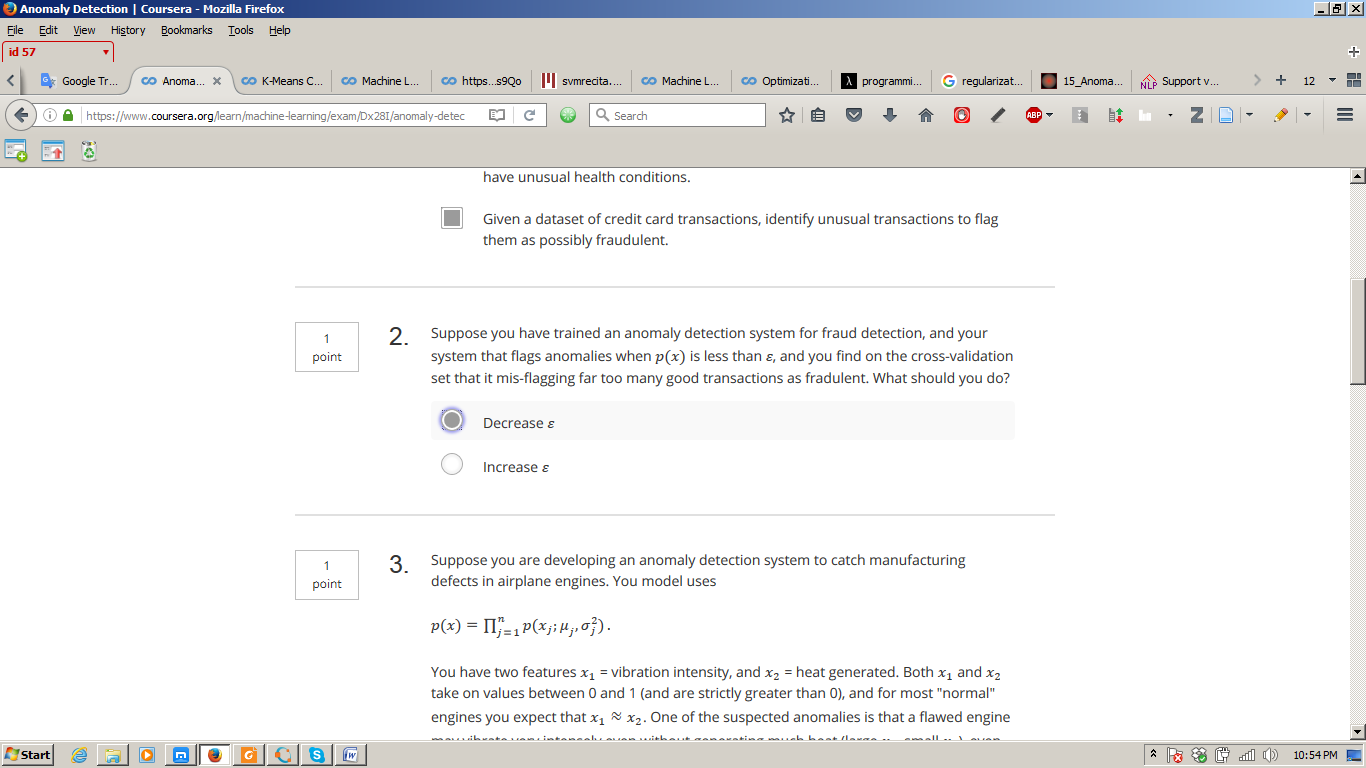 Anomaly Detection | Coursera - Mozilla Firefox
File Edit View History Bookmarks Tools Help
id 57
Google Tr... Anoma... K-Means C... Machine L... https...s9Qo svmrecita... Machine L... Optimizati... programmi... regularizat... 15_Anoma... NLP Support v... 12
https://www.coursera.org/learn/machine-learning/exam/Dx28I/anomaly-detec Search ABP
have unusual health conditions.
Given a dataset of credit card transactions, identify unusual transactions to flag
them as possibly fraudulent.
1
point
2.
Suppose you have trained an anomaly detection system for fraud detection, and your
system that flags anomalies when p(x) is less than ε, and you find on the cross-validation
set that it mis-flagging far too many good transactions as fradulent. What should you do?
Decrease ε
Increase ε
1
point
3.
Suppose you are developing an anomaly detection system to catch manufacturing
defects in airplane engines. You model uses
p(x) = ∏ⁿⱼ₌₁ p(xⱼ; μⱼ, σⱼ²).
You have two features x₁ = vibration intensity, and x₂ = heat generated. Both x₁ and x₂
take on values between 0 and 1 (and are strictly greater than 0), and for most "normal"
engines you expect that x₁ ≈ x₂. One of the suspected anomalies is that a flawed engine
Start 10:54 PM